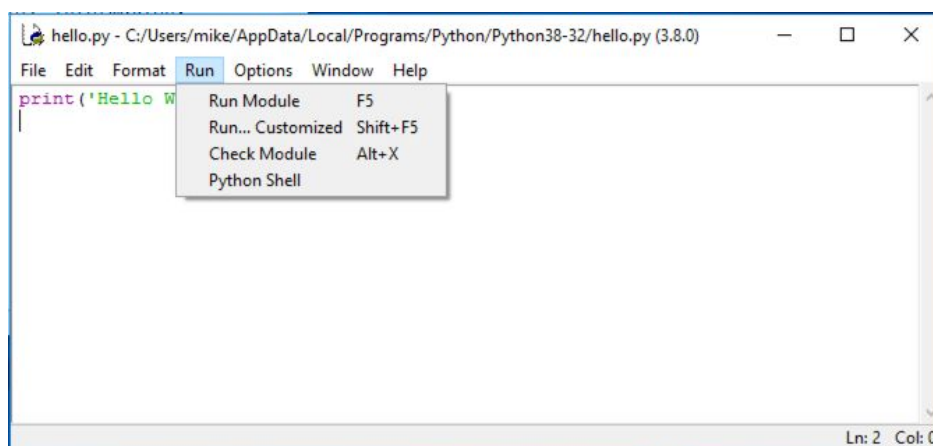 hello.py - C:/Users/mike/AppData/Local/Programs/Python/Python38-32/hello.py (3.8.0)
File Edit Format Run Options Window Help
print('Hello W
Run Module F5
Run... Customized Shift+F5
Check Module Alt+X
Python Shell
Ln: 2 Col: 0